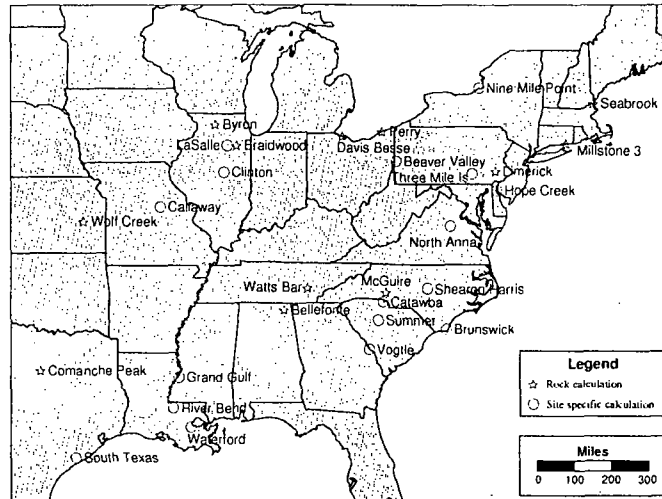 Nine Mile Point
Seabrook
Byron
Perry
LaSalle
Braidwood
Davis Besse
Millstone 3
Beaver Valley
Limerick
Clinton
Three Mile Is
Hope Creek
Callaway
Wolf Creek
North Anna
Watts Bar
McGuire
Shearon Harris
Catawba
Bellefonte
Summer
Brunswick
Vogtle
Comanche Peak
Grand Gulf
River Bend
Waterford
South Texas
Legend
Rock calculation
Site specific calculation
Miles
0 100 200 300